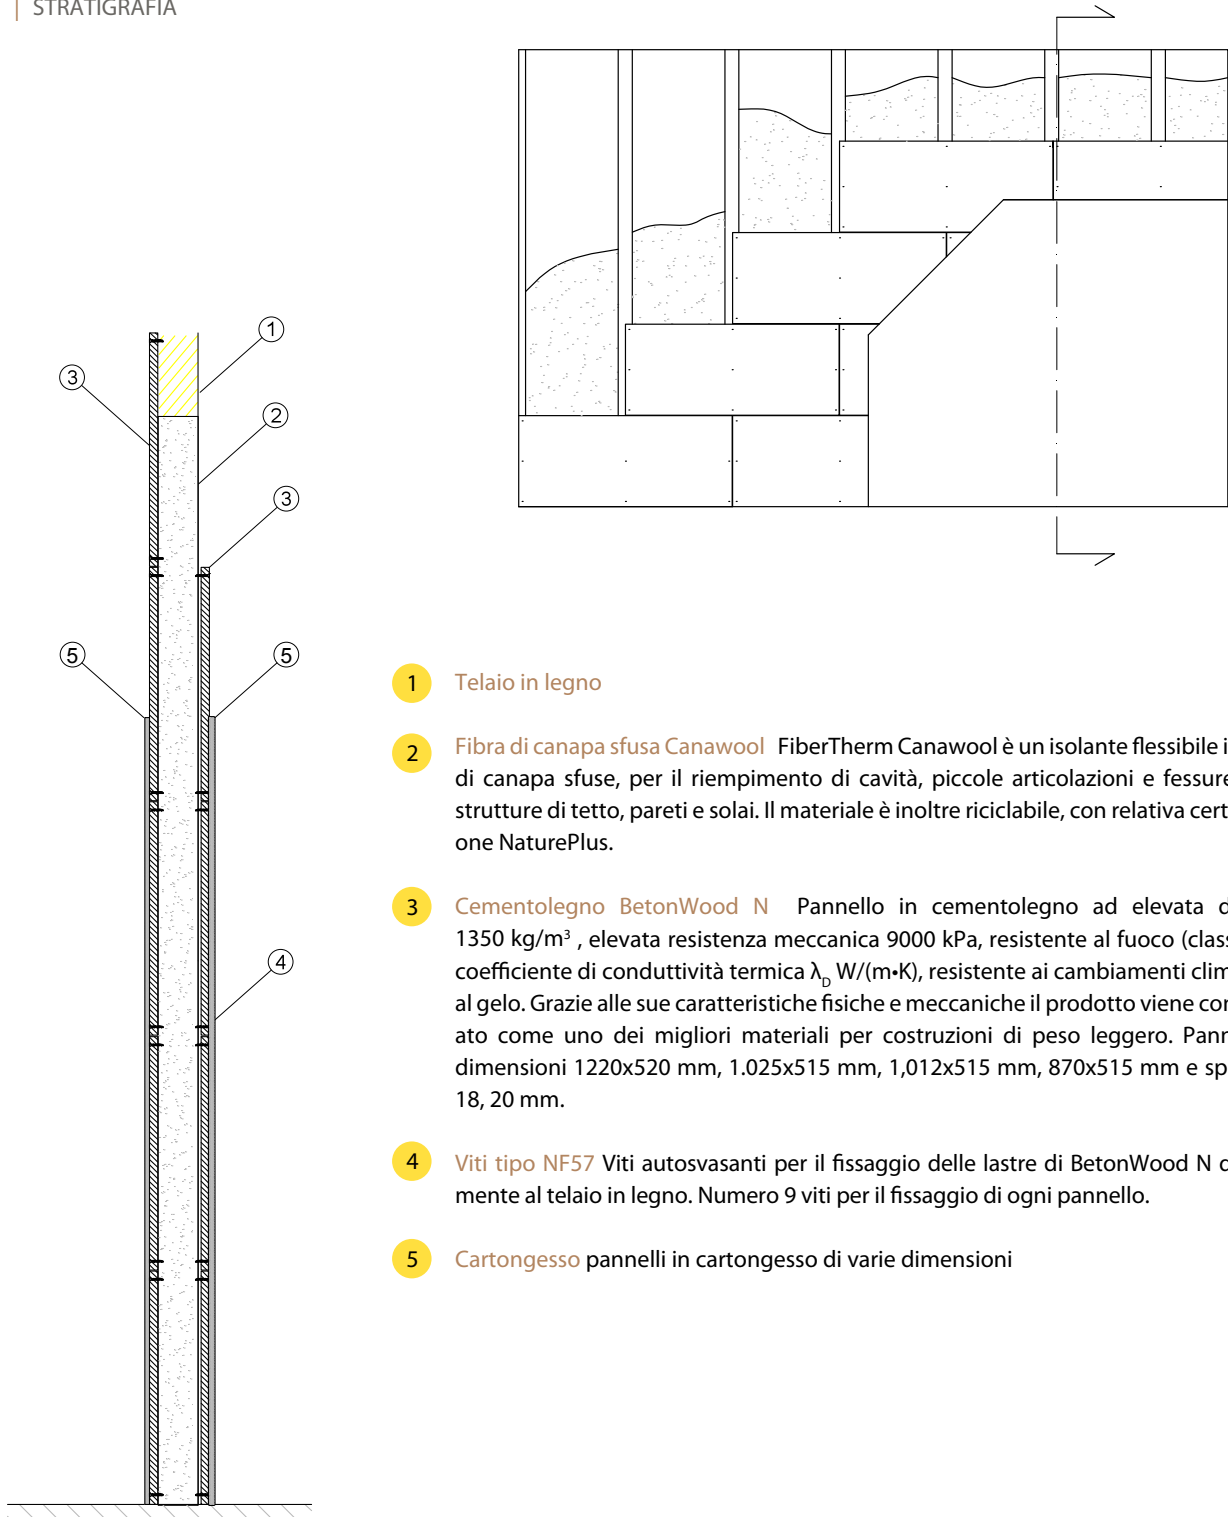 STRATIGRAFIA
1
3
2
3
5
5
4
1 Telaio in legno
2 Fibra di canapa sfusa Canawool FiberTherm Canawool è un isolante flessibile
di canapa sfuse, per il riempimento di cavità, piccole articolazioni e fessure
strutture di tetto, pareti e solai. Il materiale è inoltre riciclabile, con relativa cert
one NaturePlus.
3 Cementolegno BetonWood N Pannello in cementolegno ad elevata d
1350 kg/m³ , elevata resistenza meccanica 9000 kPa, resistente al fuoco (clas
coefficiente di conduttività termica λD W/(m•K), resistente ai cambiamenti clim
al gelo. Grazie alle sue caratteristiche fisiche e meccaniche il prodotto viene con
ato come uno dei migliori materiali per costruzioni di peso leggero. Pann
dimensioni 1220x520 mm, 1.025x515 mm, 1,012x515 mm, 870x515 mm e sp
18, 20 mm.
4 Viti tipo NF57 Viti autosvasanti per il fissaggio delle lastre di BetonWood N d
mente al telaio in legno. Numero 9 viti per il fissaggio di ogni pannello.
5 Cartongesso pannelli in cartongesso di varie dimensioni